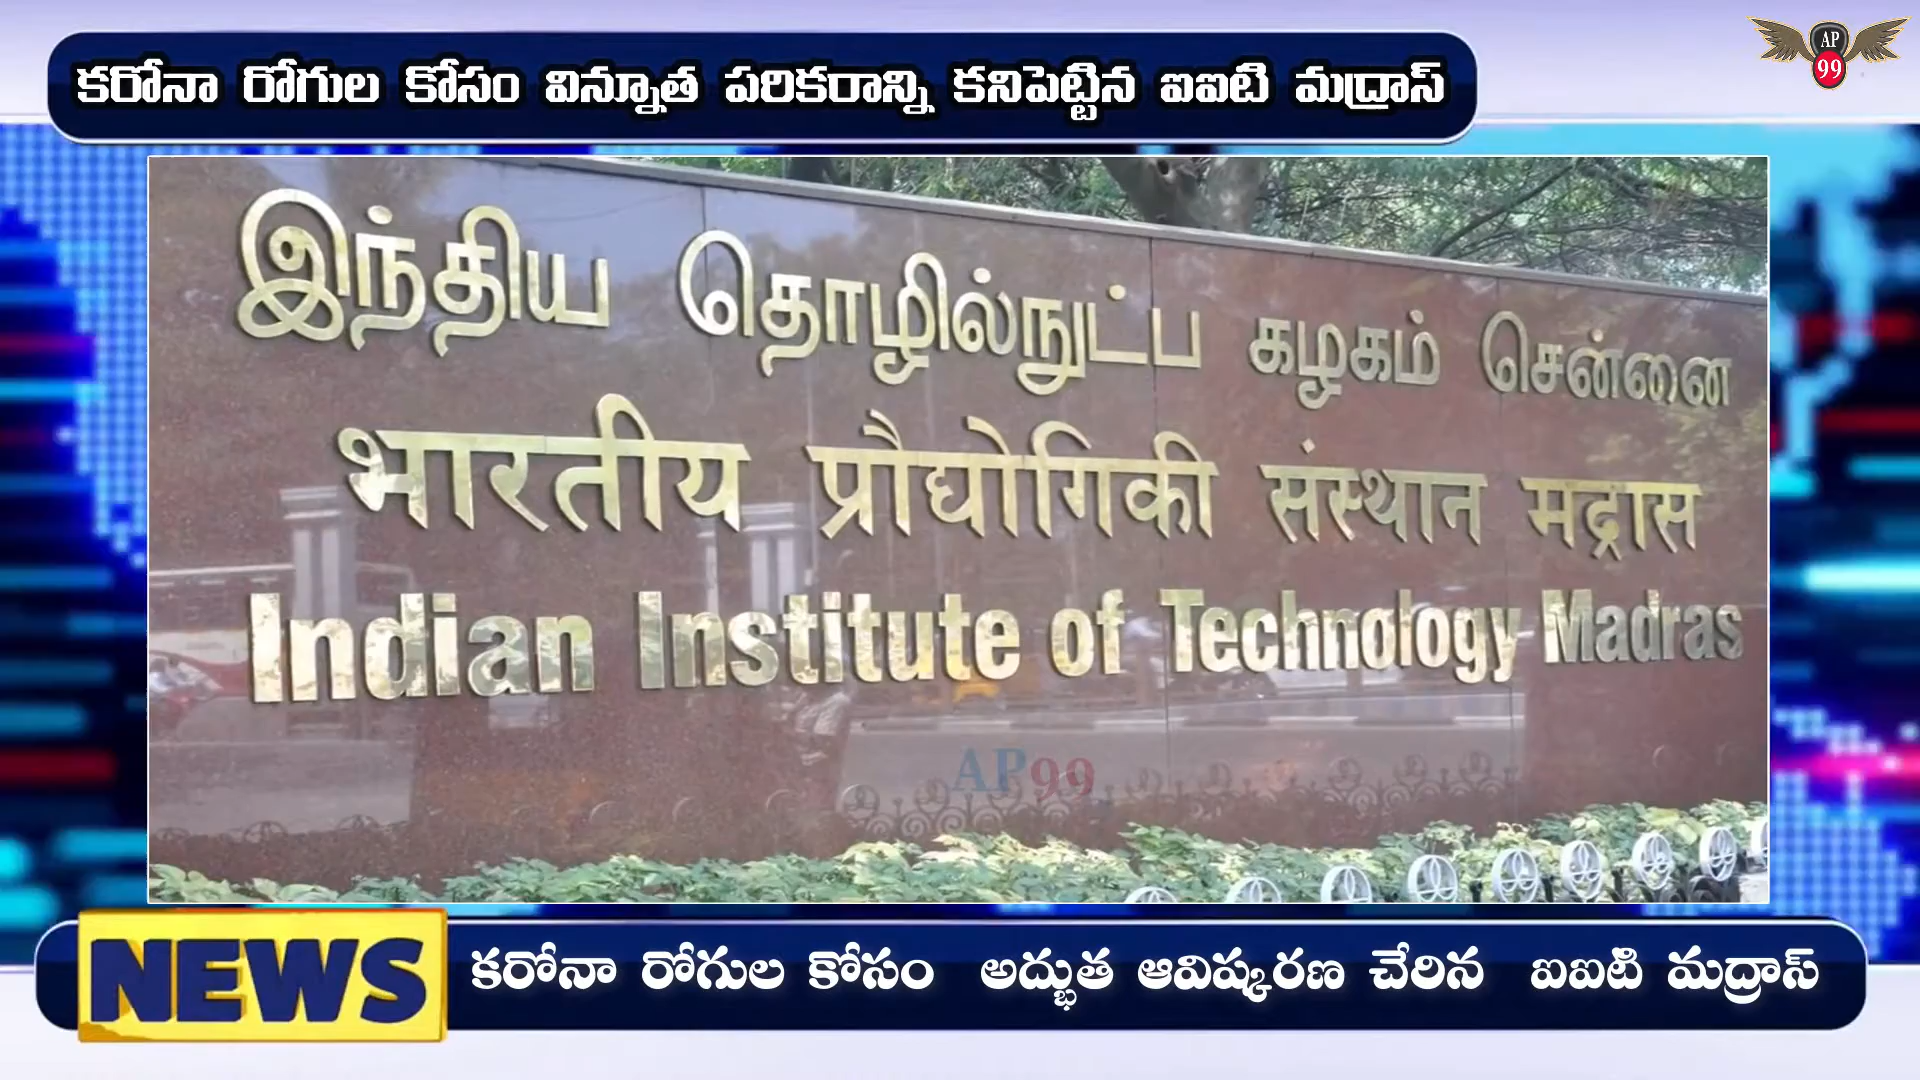 కరోనా రోగుల కోసం విన్నూత పరికరాన్ని కనిపెట్టిన ఐఐటి మద్రాస్
AP
99
இந்திய தொழில்நுட்ப கழகம் சென்னை
भारतीय प्रौद्योगिकी संस्थान मद्रास
Indian Institute of Technology Madras
AP99
NEWS కరోనా రోగుల కోసం అద్భుత ఆవిష్కరణ చేరిన ఐఐటి మద్రాస్